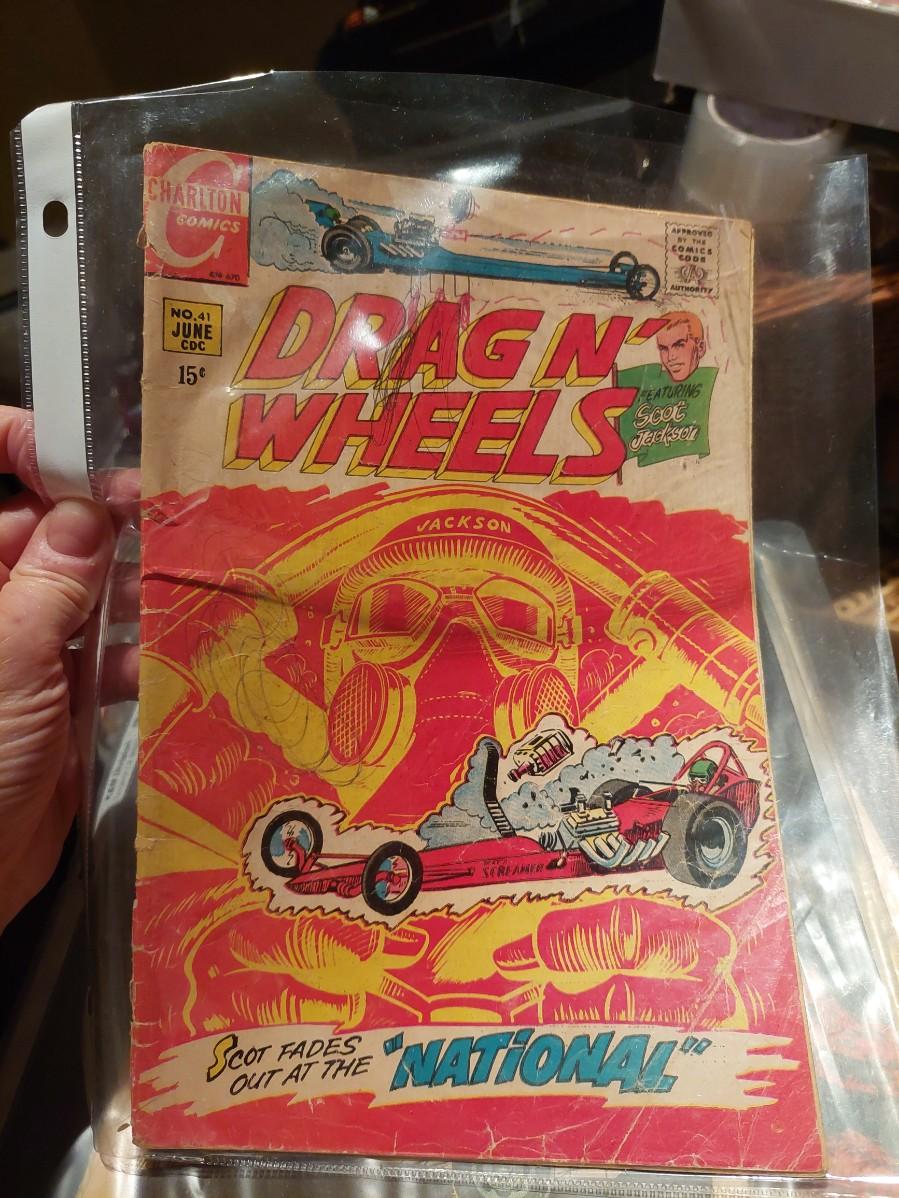 CHARLTON
COMICS
APPROVED
BY THE
COMICS
CODE
AUTHORITY
NO. 41
JUNE
CDC
15¢
DRAG N'
WHEELS
FEATURING
Scot
Jackson
JACKSON
SCREAMER
SCOT FADES
OUT AT THE "NATIONAL"